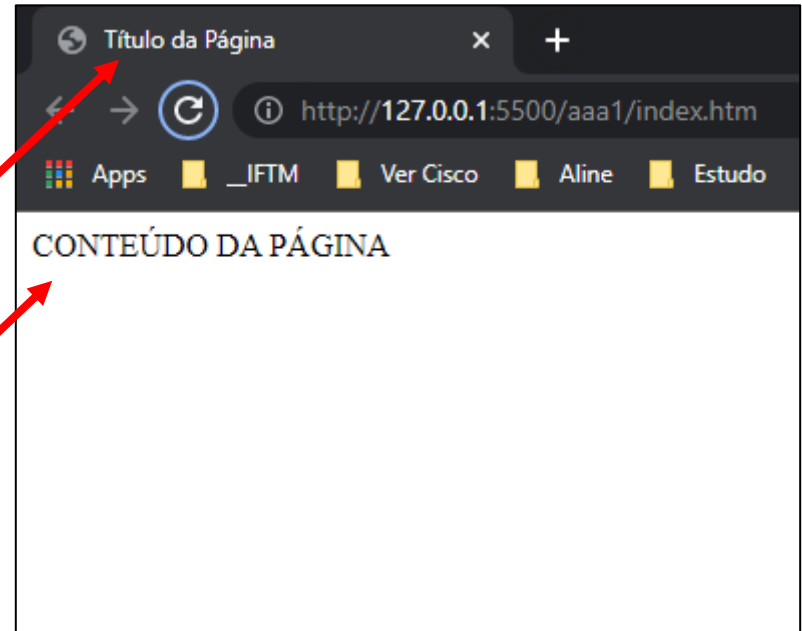 Título da Página
http://127.0.0.1:5500/aaa1/index.htm
Apps __IFTM Ver Cisco Aline Estudo
CONTEÚDO DA PÁGINA